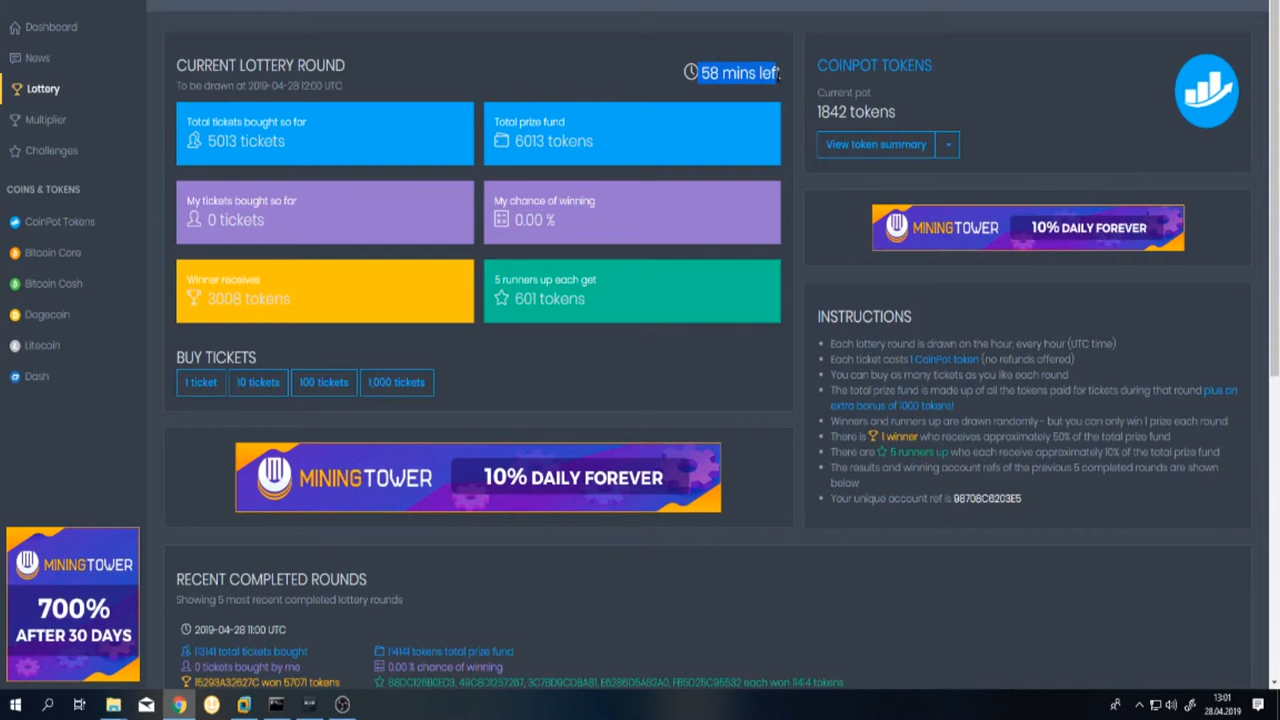 Dashboard
News
Lottery
Multiplier
Challenges
COINS & TOKENS
CoinPot Tokens
Bitcoin Core
Bitcoin Cash
Dogecoin
Litecoin
Dash
MININGTOWER
700%
AFTER 30 DAYS
CURRENT LOTTERY ROUND
58 mins left
To be drawn at 2019-04-28 12:00 UTC
Total tickets bought so far
5013 tickets
Total prize fund
6013 tokens
My tickets bought so far
0 tickets
My chance of winning
0.00 %
Winner receives
3008 tokens
5 runners up each get
601 tokens
BUY TICKETS
1 ticket 10 tickets 100 tickets 1,000 tickets
MININGTOWER 10% DAILY FOREVER
RECENT COMPLETED ROUNDS
Showing 5 most recent completed lottery rounds
2019-04-28 11:00 UTC
113141 total tickets bought
114141 tokens total prize fund
0 tickets bought by me
0.00 % chance of winning
15293A32627C won 57071 tokens
each won 11414 tokens
COINPOT TOKENS
Current pot
1842 tokens
View token summary
MININGTOWER 10% DAILY FOREVER
INSTRUCTIONS
Each lottery round is drawn on the hour, every hour (UTC time)
Each ticket costs 1 CoinPot token (no refunds offered)
You can buy as many tickets as you like each round
The total prize fund is made up of all the tokens paid for tickets during that round plus an
extra bonus of 1000 tokens!
Winners and runners up are drawn randomly - but you can only win 1 prize each round
There is 1 winner who receives approximately 50% of the total prize fund
There are 5 runners up who each receive approximately 10% of the total prize fund
The results and winning account refs of the previous 5 completed rounds are shown
below
Your unique account ref is 98708C6203E5
13:01
28.04.2019